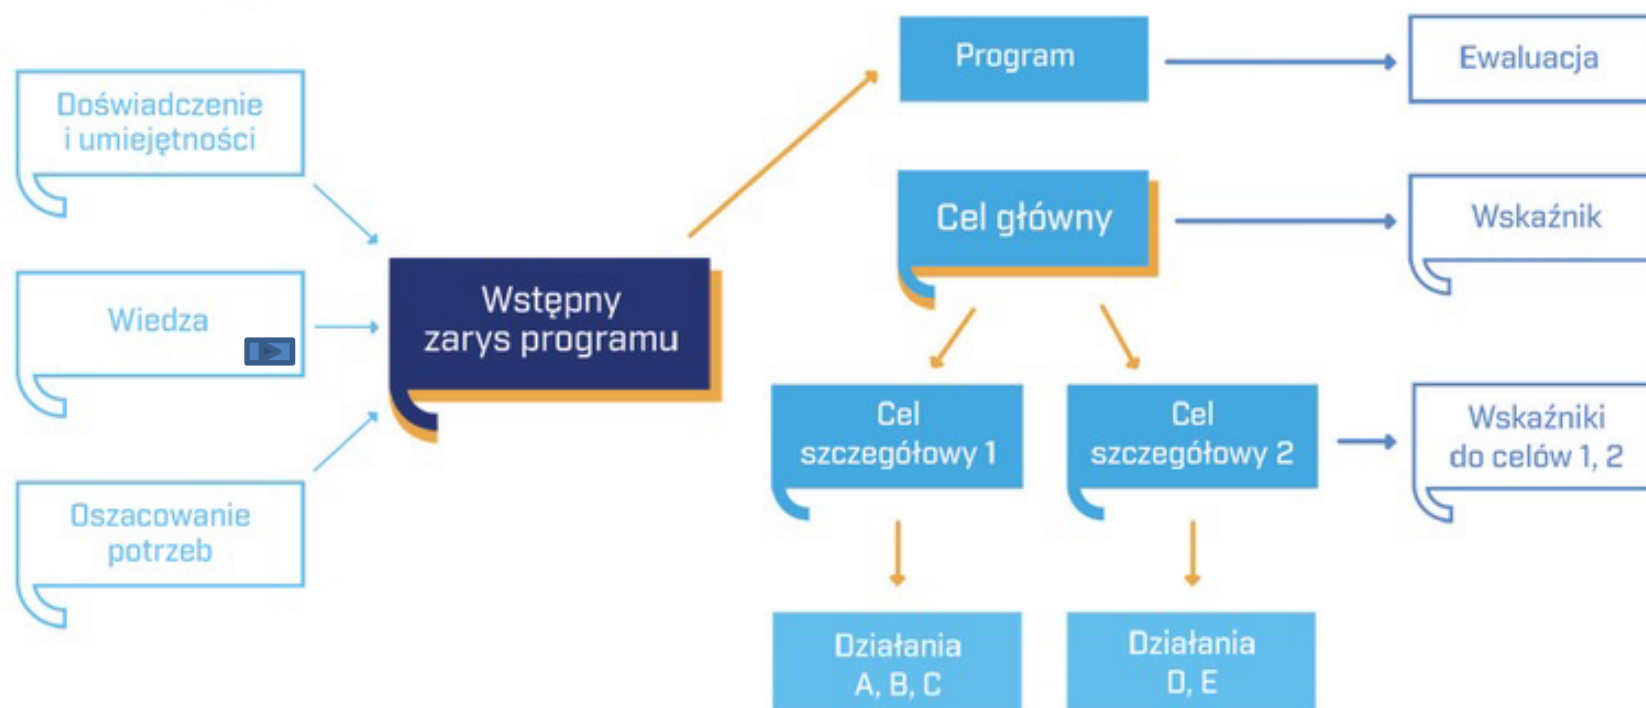 Doświadczenie
i umiejętności
Wiedza
Oszacowanie
potrzeb
Wstępny
zarys programu
Program
Ewaluacja
Cel główny
Wskaźnik
Cel
szczegółowy 1
Cel
szczegółowy 2
Wskaźniki
do celów 1, 2
Działania
A, B, C
Działania
D, E